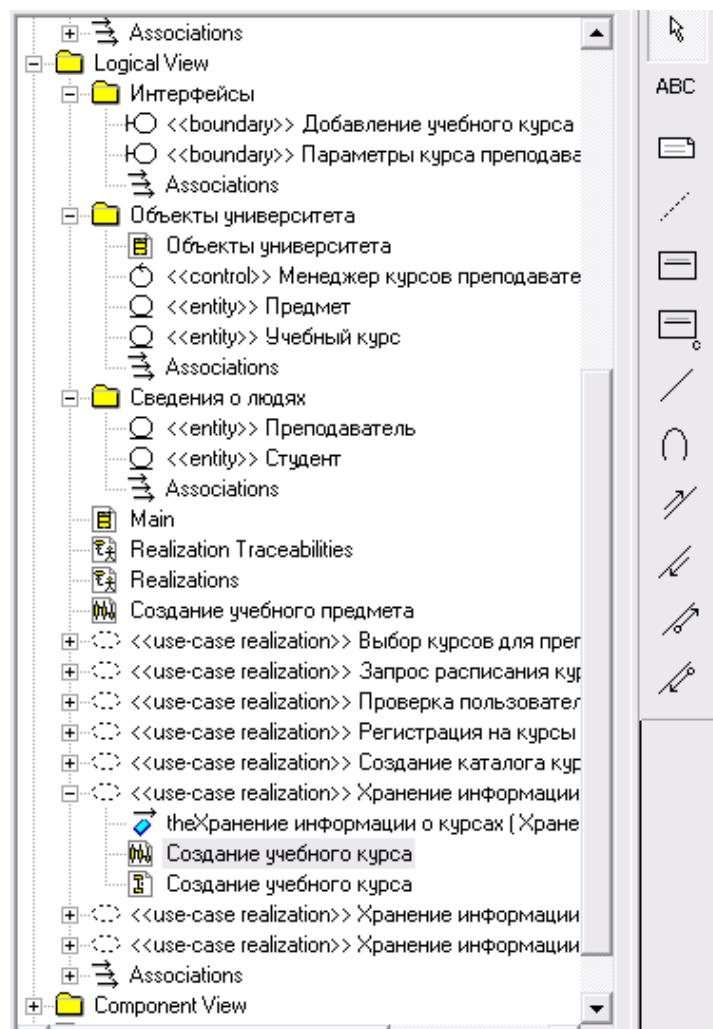 Associations
Logical View
Интерфейсы
<<boundary>> Добавление учебного курса
<<boundary>> Параметры курса преподава
Associations
Объекты университета
Объекты университета
<<control>> Менеджер курсов преподавате
<<entity>> Предмет
<<entity>> Учебный курс
Associations
Сведения о людях
<<entity>> Преподаватель
<<entity>> Студент
Associations
Main
Realization Traceabilities
Realizations
Создание учебного предмета
<<use-case realization>> Выбор курсов для преп
<<use-case realization>> Запрос расписания кур
<<use-case realization>> Проверка пользовател
<<use-case realization>> Регистрация на курсы
<<use-case realization>> Создание каталога кур
<<use-case realization>> Хранение информации
theХранение информации о курсах ( Хране
Создание учебного курса
Создание учебного курса
<<use-case realization>> Хранение информации
<<use-case realization>> Хранение информации
Associations
Component View
ABC